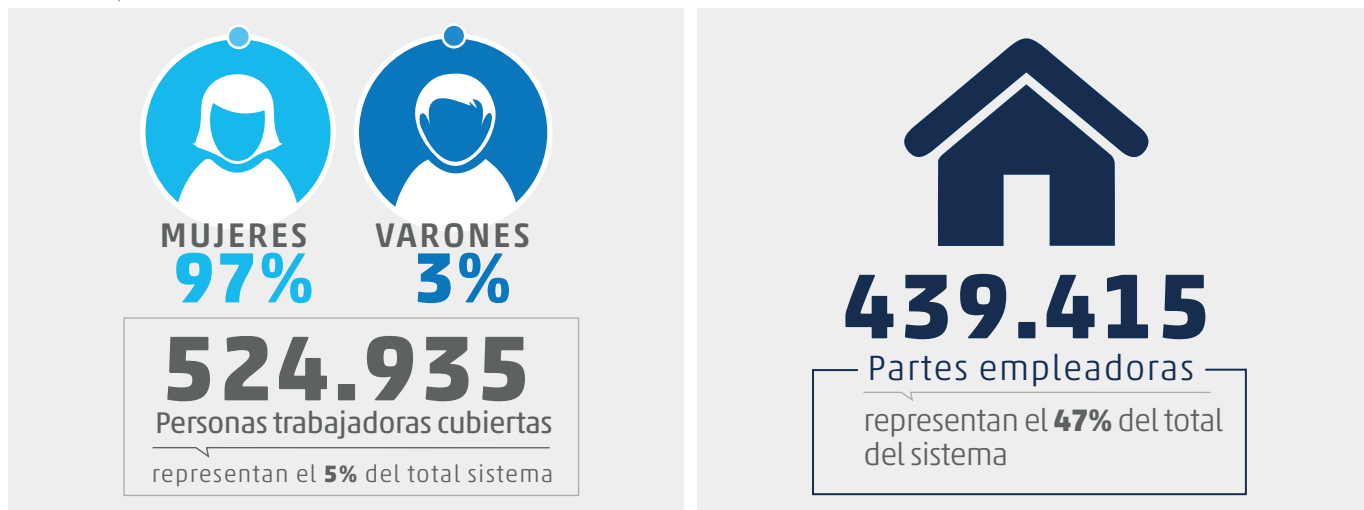 MUJERES
97%
VARONES
3%
524.935
Personas trabajadoras cubiertas
representan el 5% del total sistema
439.415
Partes empleadoras
representan el 47% del total
del sistema